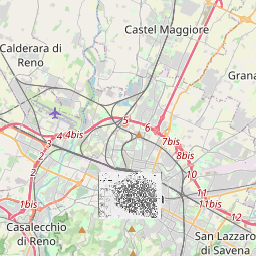 Castel Maggiore
Calderara di
Reno
Grana
5
6
4
4bis
3
7bis
8bis
2
10
11
11bis
1bis
12
Casalecchio
di Reno
San Lazzaro
di Savena